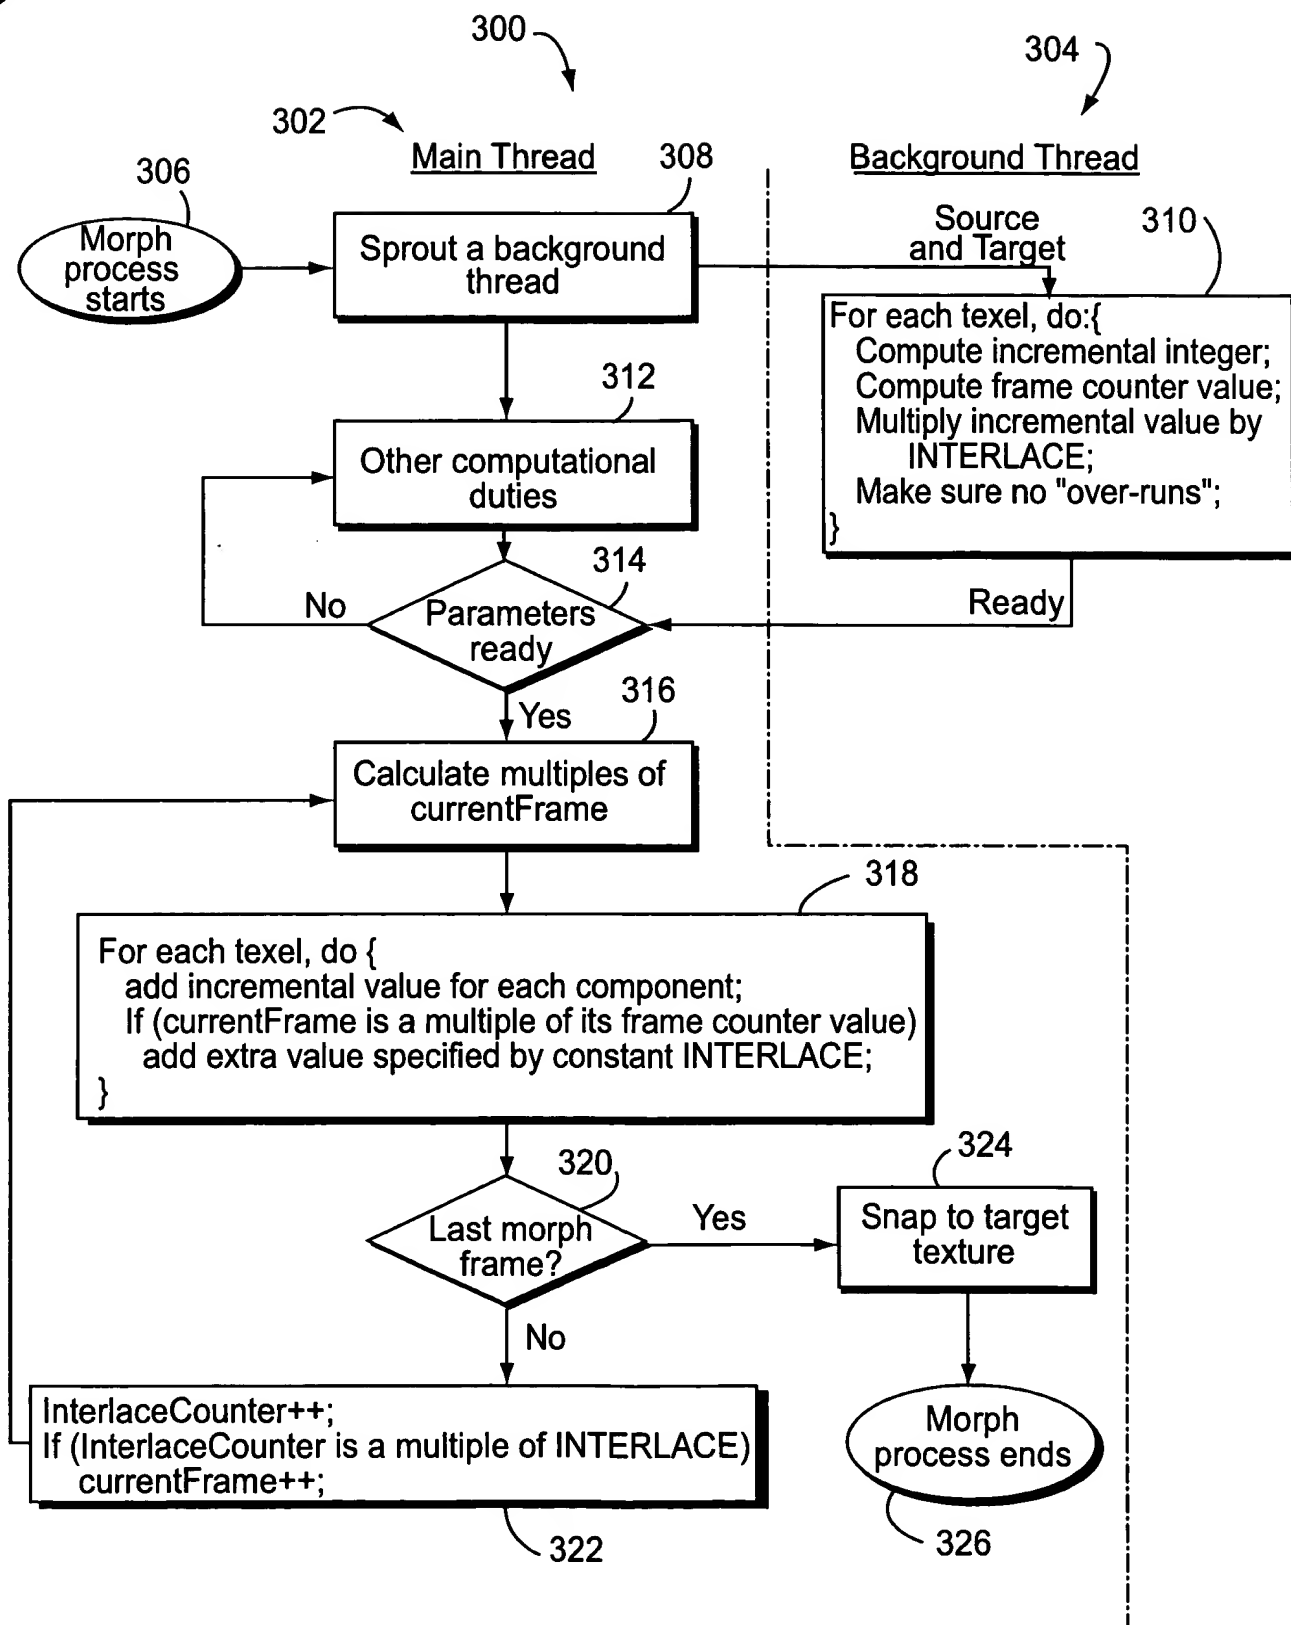 300
304
302
Main Thread
Background Thread
306
308
310
Morph
process
starts
Sprout a background
thread
Source
and Target
For each texel, do:{
Compute incremental integer;
Compute frame counter value;
Multiply incremental value by
INTERLACE;
Make sure no "over-runs";
}
312
Other computational
duties
314
No
Parameters
ready
Ready
316
Yes
Calculate multiples of
currentFrame
318
For each texel, do {
add incremental value for each component;
If (currentFrame is a multiple of its frame counter value)
add extra value specified by constant INTERLACE;
}
320
324
Last morph
frame?
Yes
Snap to target
texture
No
InterlaceCounter++;
If (InterlaceCounter is a multiple of INTERLACE)
currentFrame++;
Morph
process ends
322
326